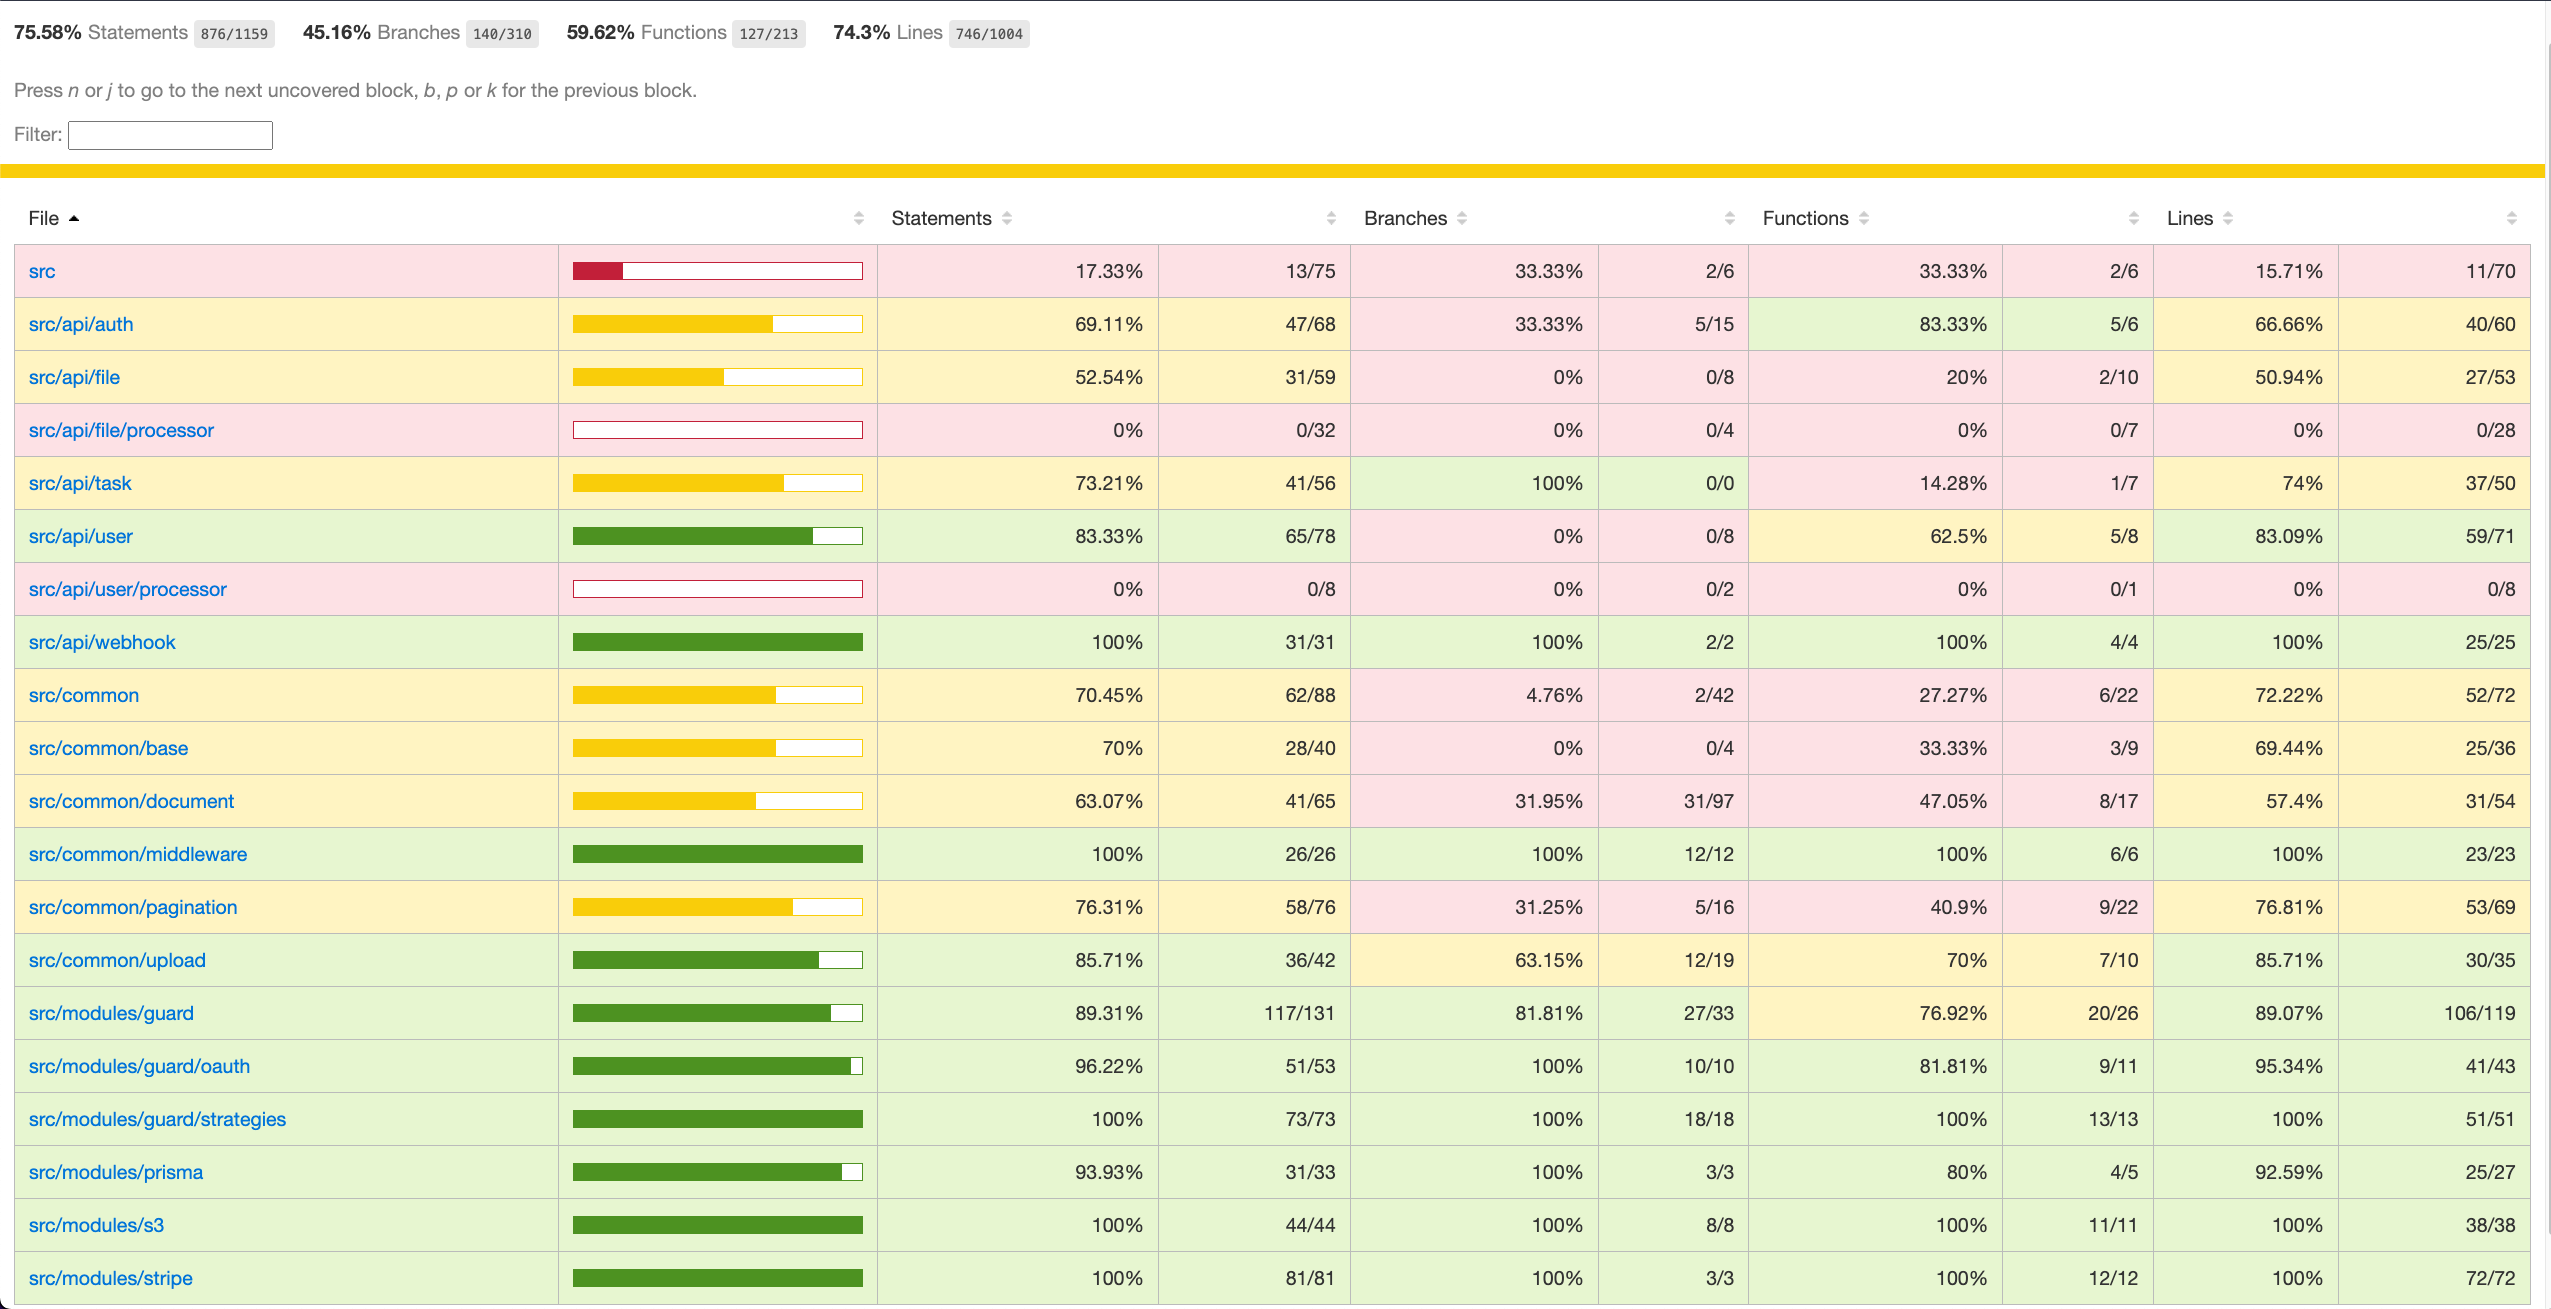 75.58% Statements 876/1159 45.16% Branches 140/310 59.62% Functions 127/213 74.3% Lines 746/1004
Press n or j to go to the next uncovered block, b, p or k for the previous block.
Filter:
File Statements Branches Functions Lines
src 17.33% 13/75 33.33% 2/6 33.33% 2/6 15.71% 11/70
src/api/auth 69.11% 47/68 33.33% 5/15 83.33% 5/6 66.66% 40/60
src/api/file 52.54% 31/59 0% 0/8 20% 2/10 50.94% 27/53
src/api/file/processor 0% 0/32 0% 0/4 0% 0/7 0% 0/28
src/api/task 73.21% 41/56 100% 0/0 14.28% 1/7 74% 37/50
src/api/user 83.33% 65/78 0% 0/8 62.5% 5/8 83.09% 59/71
src/api/user/processor 0% 0/8 0% 0/2 0% 0/1 0% 0/8
src/api/webhook 100% 31/31 100% 2/2 100% 4/4 100% 25/25
src/common 70.45% 62/88 4.76% 2/42 27.27% 6/22 72.22% 52/72
src/common/base 70% 28/40 0% 0/4 33.33% 3/9 69.44% 25/36
src/common/document 63.07% 41/65 31.95% 31/97 47.05% 8/17 57.4% 31/54
src/common/middleware 100% 26/26 100% 12/12 100% 6/6 100% 23/23
src/common/pagination 76.31% 58/76 31.25% 5/16 40.9% 9/22 76.81% 53/69
src/common/upload 85.71% 36/42 63.15% 12/19 70% 7/10 85.71% 30/35
src/modules/guard 89.31% 117/131 81.81% 27/33 76.92% 20/26 89.07% 106/119
src/modules/guard/oauth 96.22% 51/53 100% 10/10 81.81% 9/11 95.34% 41/43
src/modules/guard/strategies 100% 73/73 100% 18/18 100% 13/13 100% 51/51
src/modules/prisma 93.93% 31/33 100% 3/3 80% 4/5 92.59% 25/27
src/modules/s3 100% 44/44 100% 8/8 100% 11/11 100% 38/38
src/modules/stripe 100% 81/81 100% 3/3 100% 12/12 100% 72/72